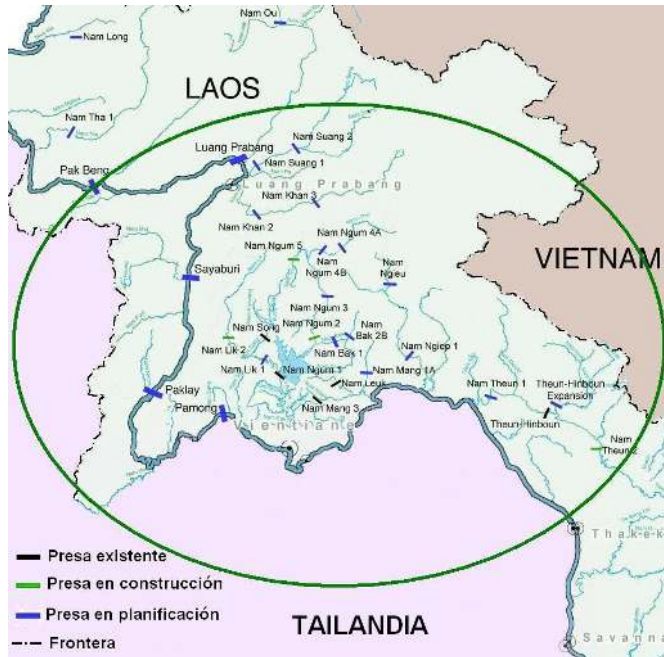 Nam Ou
Nam Long
LAOS
Nam Tha 1
Luang Prabang
Nam Suang 2
Pak Beng
Nam Suang 1
Luang Prabang
Nam Khan 3
Nam Khan 2
Nam Ngum 5
Nam Ngum 4A
Nam
Ngum 4B
Nam
Ngieu
VIETNAM
Sayaburi
Nam Ngum 3
Nam Song
Nam Ngum 2
Nam
Bak 2B
Nam Lik 2
Nam Bak 1
Nam Ngiep 1
Nam Lik 1
Nam Ngum 1
Nam Mang 1A
Nam Leuk
Nam Theun 1
Theun-Hinboun
Expansion
Paklay
Nam Mang 3
Pamong
Theun-Hinboun
Vientiane
Nam
Theun 2
Thakek
Presa existente
Presa en construcción
Presa en planificación
Frontera
TAILANDIA
Savanna